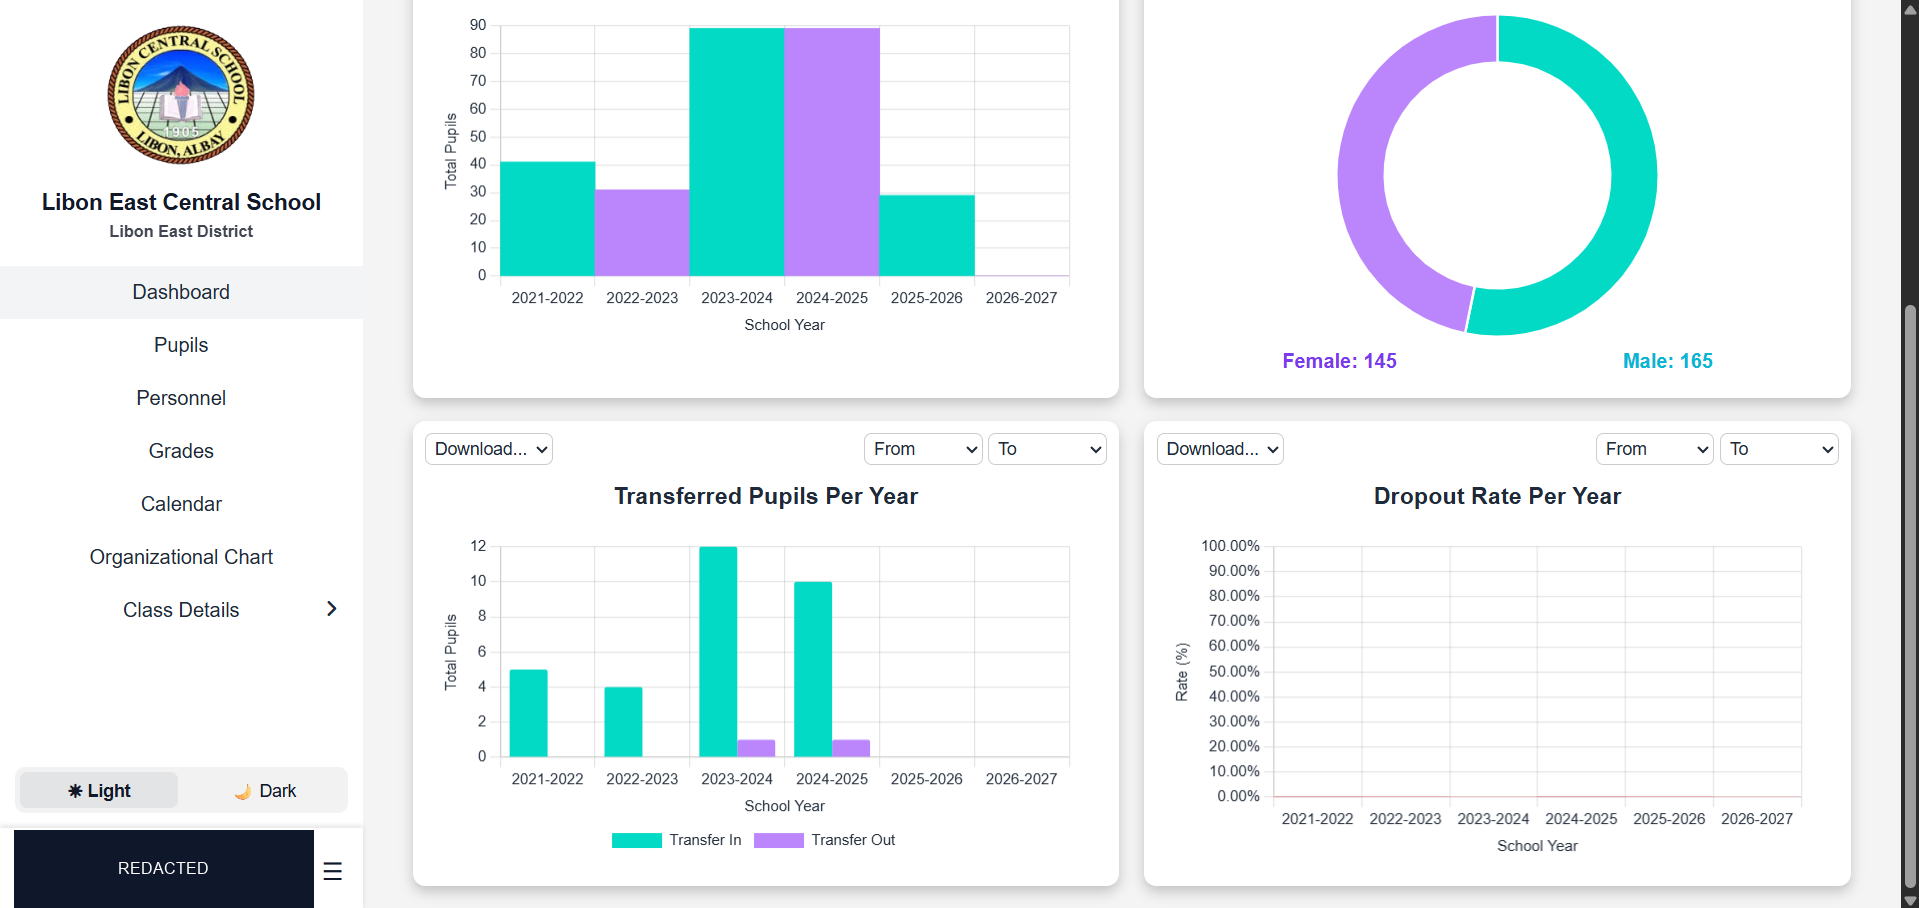 LIBON CENTRAL SCHOOL
1905
LIBON, ALBAY
Libon East Central School
Libon East District
Dashboard
Pupils
Personnel
Grades
Calendar
Organizational Chart
Class Details
Light
Dark
REDACTED
90
80
70
60
50
40
30
20
10
0
Total Pupils
2021-2022 2022-2023 2023-2024 2024-2025 2025-2026 2026-2027
School Year
Female: 145 Male: 165
Download... From To
Transferred Pupils Per Year
12
10
8
6
4
2
0
Total Pupils
2021-2022 2022-2023 2023-2024 2024-2025 2025-2026 2026-2027
School Year
Transfer In Transfer Out
Download... From To
Dropout Rate Per Year
100.00%
90.00%
80.00%
70.00%
60.00%
50.00%
40.00%
30.00%
20.00%
10.00%
0.00%
Rate (%)
2021-2022 2022-2023 2023-2024 2024-2025 2025-2026 2026-2027
School Year